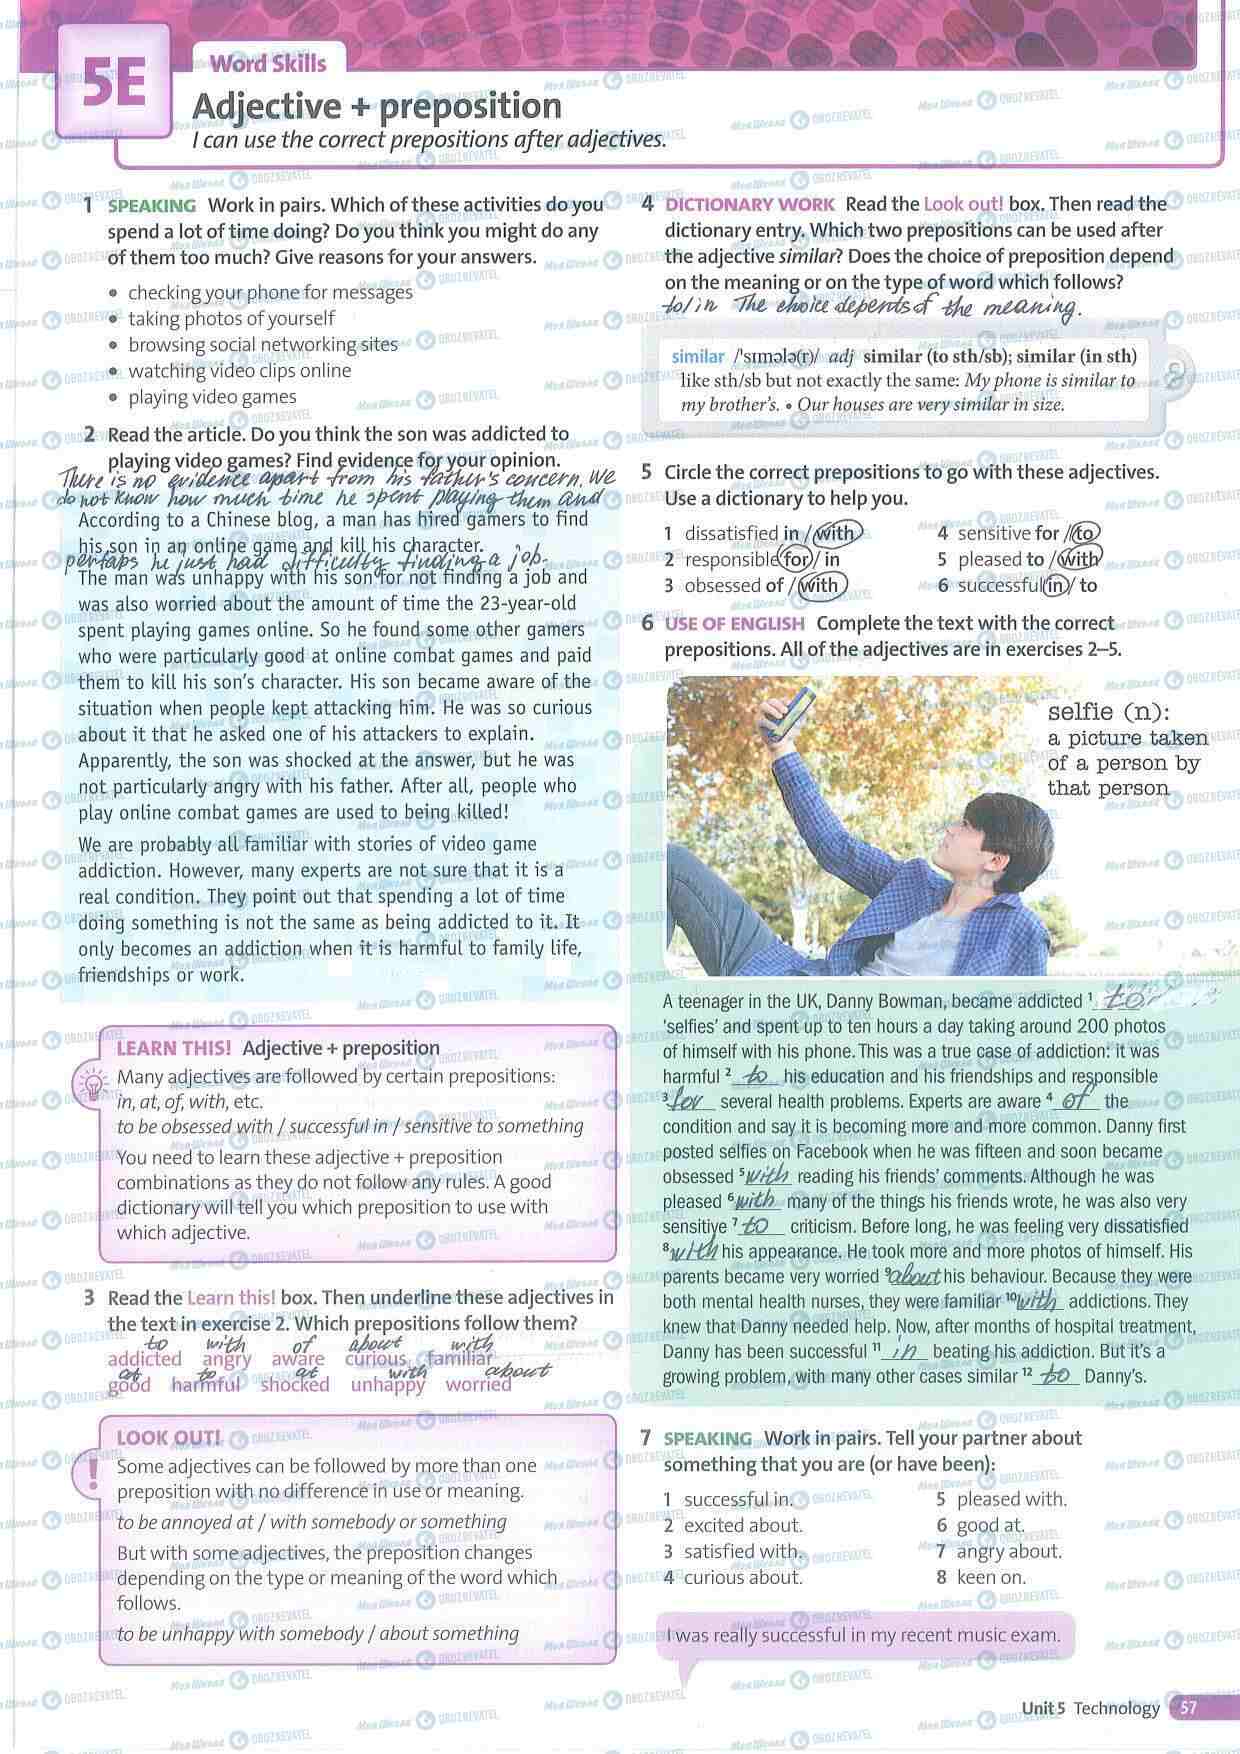 5E
Word Skills
Adjective + preposition
I can use the correct prepositions after adjectives.
1 SPEAKING Work in pairs. Which of these activities do you
spend a lot of time doing? Do you think you might do any
of them too much? Give reasons for your answers.
• checking your phone for messages
• taking photos of yourself
• browsing social networking sites
• watching video clips online
• playing video games
2 Read the article. Do you think the son was addicted to
playing video games? Find evidence for your opinion.
There is no evidence apart from his father's concern. We
do not know how much time he spent playing them and
According to a Chinese blog, a man has hired gamers to find
his son in an online game and kill his character.
perhaps he just had difficulty finding a job.
The man was unhappy with his son for not finding a job and
was also worried about the amount of time the 23-year-old
spent playing games online. So he found some other gamers
who were particularly good at online combat games and paid
them to kill his son's character. His son became aware of the
situation when people kept attacking him. He was so curious
about it that he asked one of his attackers to explain.
Apparently, the son was shocked at the answer, but he was
not particularly angry with his father. After all, people who
play online combat games are used to being killed!
We are probably all familiar with stories of video game
addiction. However, many experts are not sure that it is a
real condition. They point out that spending a lot of time
doing something is not the same as being addicted to it. It
only becomes an addiction when it is harmful to family life,
friendships or work.
LEARN THIS! Adjective + preposition
Many adjectives are followed by certain prepositions:
in, at, of, with, etc.
to be obsessed with / successful in / sensitive to something
You need to learn these adjective + preposition
combinations as they do not follow any rules. A good
dictionary will tell you which preposition to use with
which adjective.
3 Read the Learn this! box. Then underline these adjectives in
the text in exercise 2. Which prepositions follow them?
to with of about with
addicted angry aware curious familiar
at to at with about
good harmful shocked unhappy worried
LOOK OUT!
Some adjectives can be followed by more than one
preposition with no difference in use or meaning.
to be annoyed at / with somebody or something
But with some adjectives, the preposition changes
depending on the type or meaning of the word which
follows.
to be unhappy with somebody / about something
4 DICTIONARY WORK Read the Look out! box. Then read the
dictionary entry. Which two prepositions can be used after
the adjective similar? Does the choice of preposition depend
on the meaning or on the type of word which follows?
to/in The choice depends of the meaning.
similar /ˈsɪmələ(r)/ adj similar (to sth/sb); similar (in sth)
like sth/sb but not exactly the same: My phone is similar to
my brother's. • Our houses are very similar in size.
5 Circle the correct prepositions to go with these adjectives.
Use a dictionary to help you.
1 dissatisfied in / with
2 responsible for / in
3 obsessed of / with
4 sensitive for / to
5 pleased to / with
6 successful in / to
6 USE OF ENGLISH Complete the text with the correct
prepositions. All of the adjectives are in exercises 2–5.
selfie (n):
a picture taken
of a person by
that person
A teenager in the UK, Danny Bowman, became addicted 1 to
'selfies' and spent up to ten hours a day taking around 200 photos
of himself with his phone. This was a true case of addiction: it was
harmful 2 to his education and his friendships and responsible
3 for several health problems. Experts are aware 4 of the
condition and say it is becoming more and more common. Danny first
posted selfies on Facebook when he was fifteen and soon became
obsessed 5 with reading his friends' comments. Although he was
pleased 6 with many of the things his friends wrote, he was also very
sensitive 7 to criticism. Before long, he was feeling very dissatisfied
8 with his appearance. He took more and more photos of himself. His
parents became very worried 9 about his behaviour. Because they were
both mental health nurses, they were familiar 10 with addictions. They
knew that Danny needed help. Now, after months of hospital treatment,
Danny has been successful 11 in beating his addiction. But it's a
growing problem, with many other cases similar 12 to Danny's.
7 SPEAKING Work in pairs. Tell your partner about
something that you are (or have been):
1 successful in.
2 excited about.
3 satisfied with.
4 curious about.
5 pleased with.
6 good at.
7 angry about.
8 keen on.
I was really successful in my recent music exam.
Unit 5 Technology 57